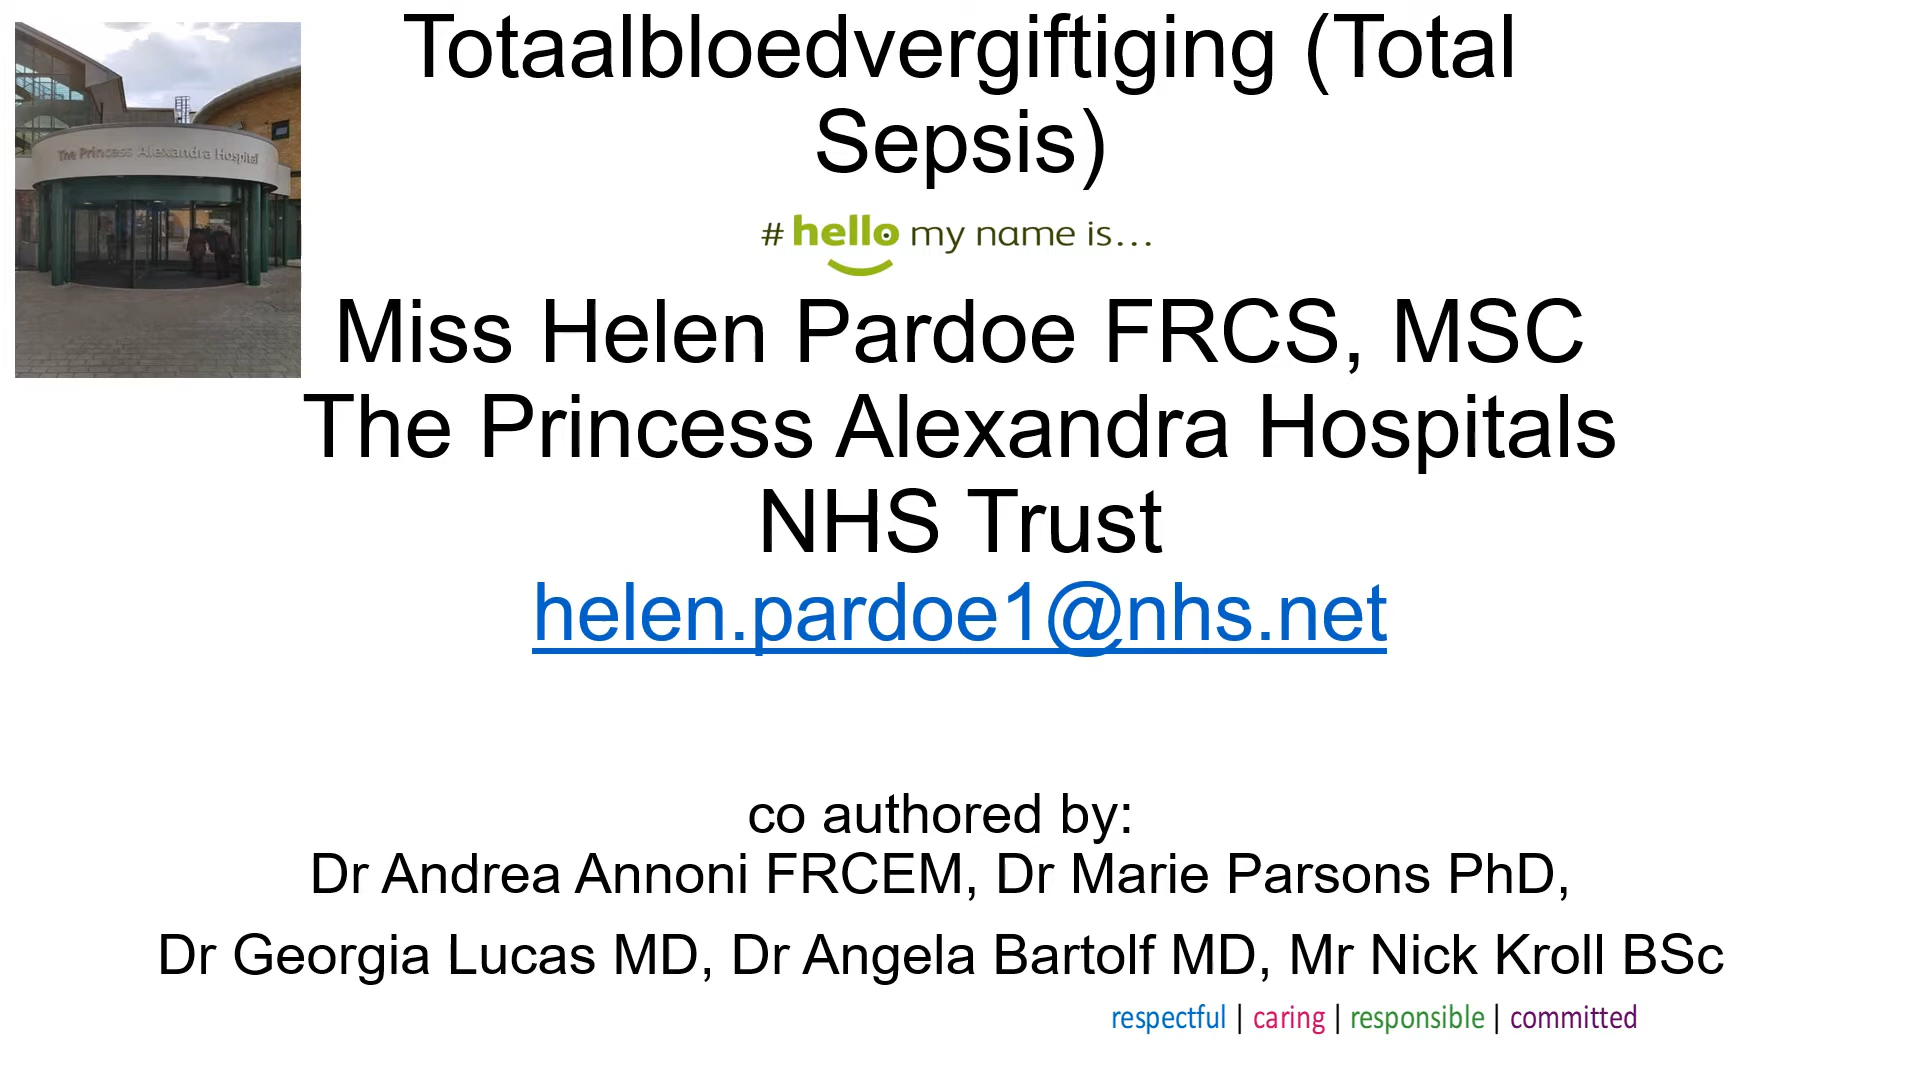 Totaalbloedvergiftiging (Total
Sepsis)
The Princess Alexandra Hospital
# hello my name is...
Miss Helen Pardoe FRCS, MSC
The Princess Alexandra Hospitals
NHS Trust
helen.pardoe1@nhs.net
co authored by:
Dr Andrea Annoni FRCEM, Dr Marie Parsons PhD,
Dr Georgia Lucas MD, Dr Angela Bartolf MD, Mr Nick Kroll BSc
respectful | caring | responsible | committed